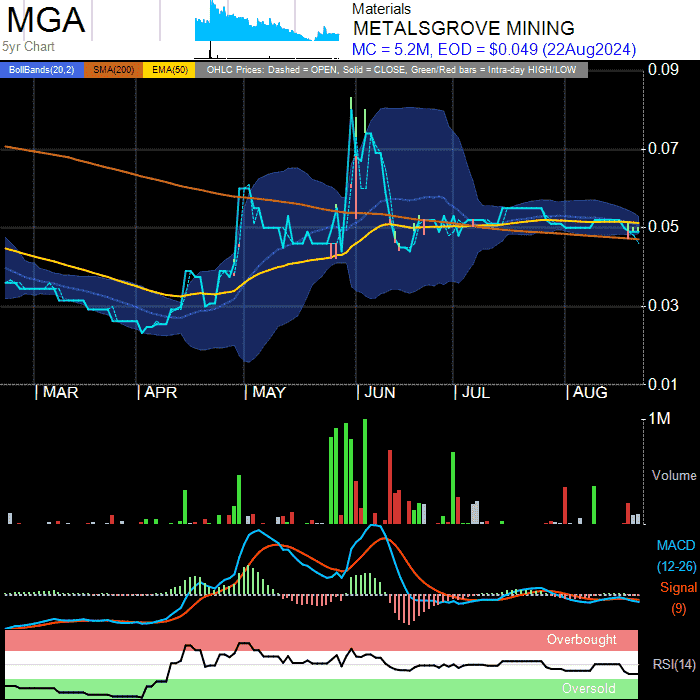 MGA
5yr Chart
Materials
METALSGROVE MINING
MC = 5.2M, EOD = $0.049 (22Aug2024)
BollBands(20,2) SMA(200) EMA(50) OHLC Prices: Dashed = OPEN, Solid = CLOSE, Green/Red bars = Intra-day HIGH/LOW
0.09
0.07
0.05
0.03
0.01
| MAR | APR | MAY | JUN | JUL | AUG
1M
Volume
MACD
(12-26)
Signal
(9)
Overbought
RSI(14)
Oversold